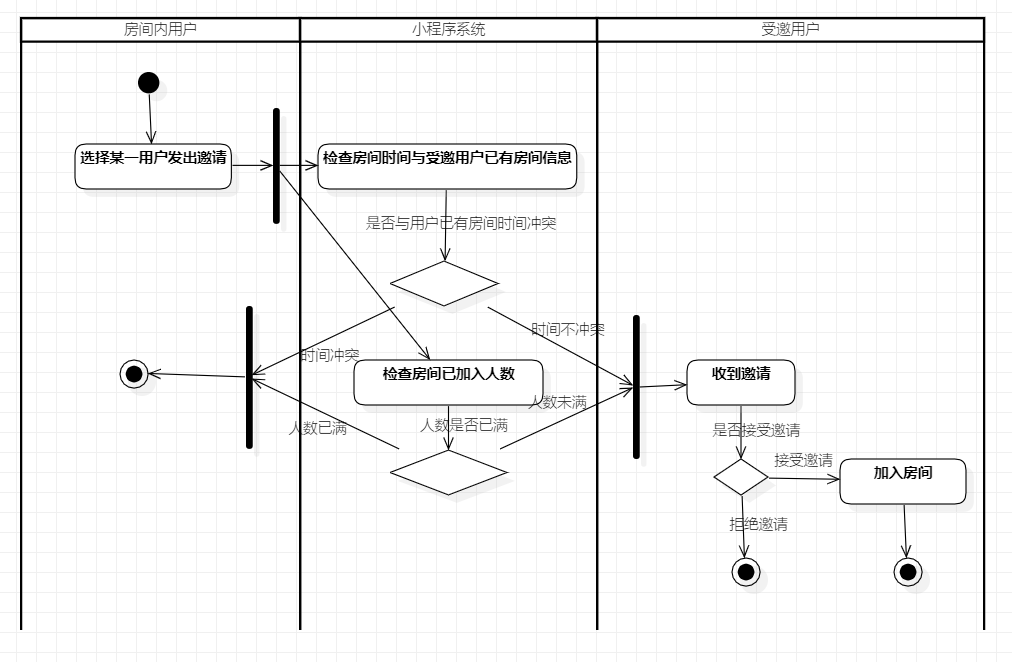 房间内用户
小程序系统
受邀用户
选择某一用户发出邀请
检查房间时间与受邀用户已有房间信息
是否与用户已有房间时间冲突
时间不冲突
时间冲突
检查房间已加入人数
收到邀请
人数未满
人数已满
人数是否已满
是否接受邀请
接受邀请
加入房间
拒绝邀请